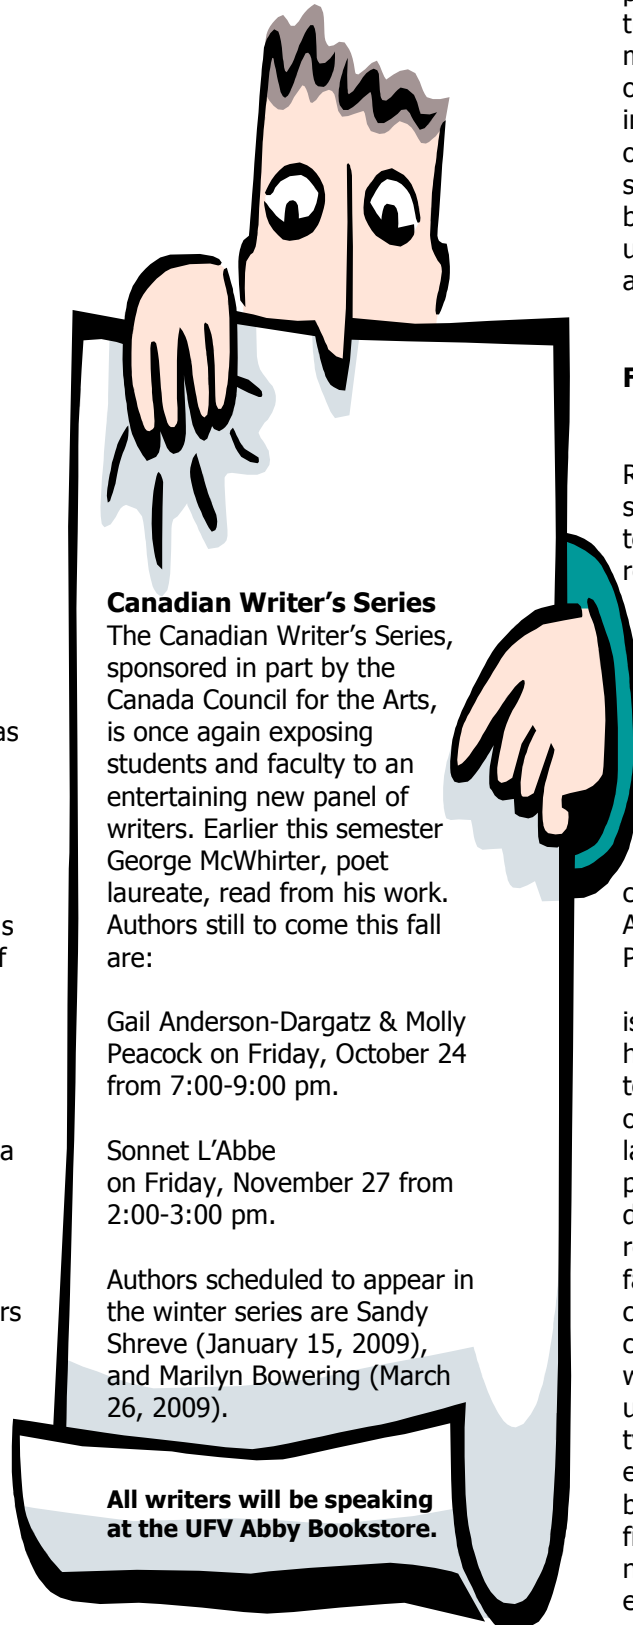 Canadian Writer’s Series
The Canadian Writer’s Series,
sponsored in part by the
Canada Council for the Arts,
is once again exposing
students and faculty to an
entertaining new panel of
writers. Earlier this semester
George McWhirter, poet
laureate, read from his work.
Authors still to come this fall
are:
Gail Anderson-Dargatz & Molly
Peacock on Friday, October 24
from 7:00-9:00 pm.
Sonnet L’Abbe
on Friday, November 27 from
2:00-3:00 pm.
Authors scheduled to appear in
the winter series are Sandy
Shreve (January 15, 2009),
and Marilyn Bowering (March
26, 2009).
All writers will be speaking
at the UFV Abby Bookstore.